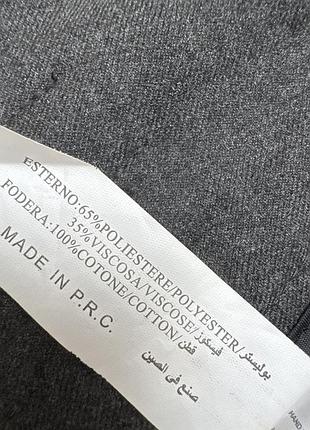 ESTERNO:65%POLIESTERE/POLYESTER/بوليستر
35%VISCOSA/VISCOSE/فيسكوز
FODERA:100%COTONE/COTTON/قطن
MADE IN P.R.C.
صنع في الصين
HAND